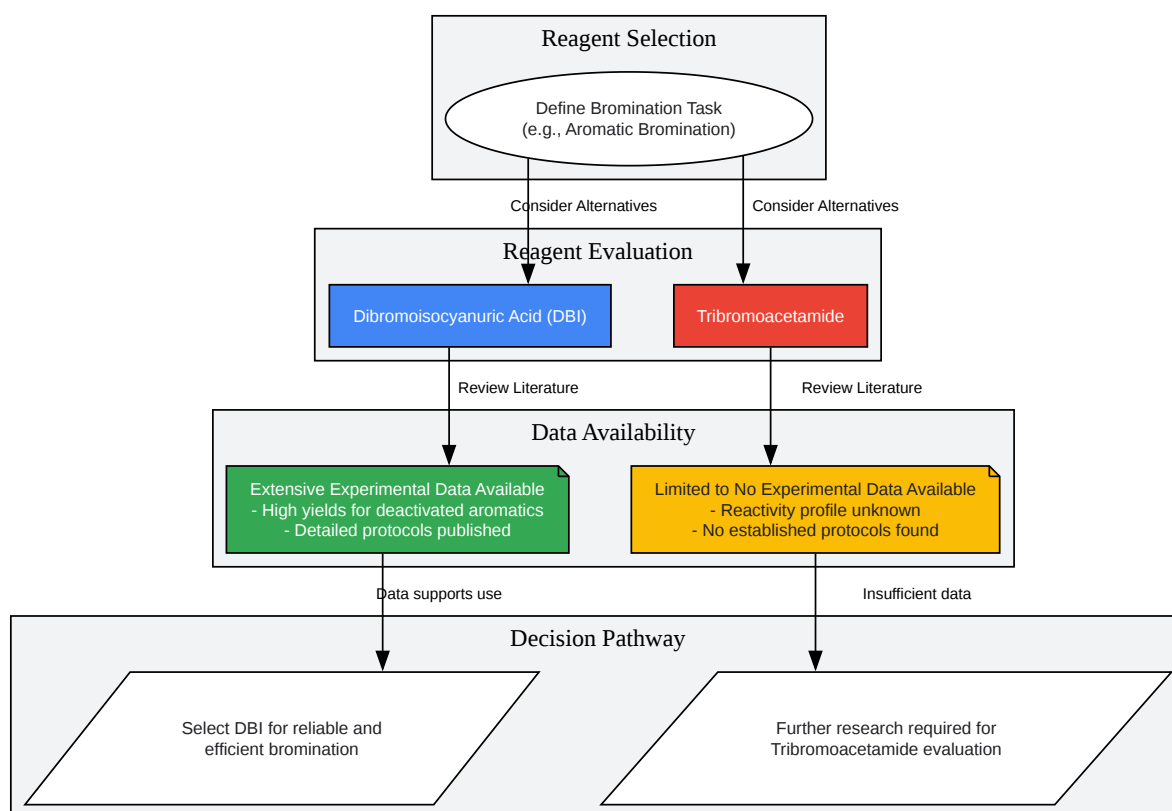 Reagent Selection
Define Bromination Task
(e.g., Aromatic Bromination)
Consider Alternatives
Consider Alternatives
Reagent Evaluation
Dibromoisocyanuric Acid (DBI)
Tribromoacetamide
Review Literature
Review Literature
Data Availability
Extensive Experimental Data Available
- High yields for deactivated aromatics
- Detailed protocols published
Limited to No Experimental Data Available
- Reactivity profile unknown
- No established protocols found
Data supports use
Insufficient data
Decision Pathway
Select DBI for reliable and
efficient bromination
Further research required for
Tribromoacetamide evaluation